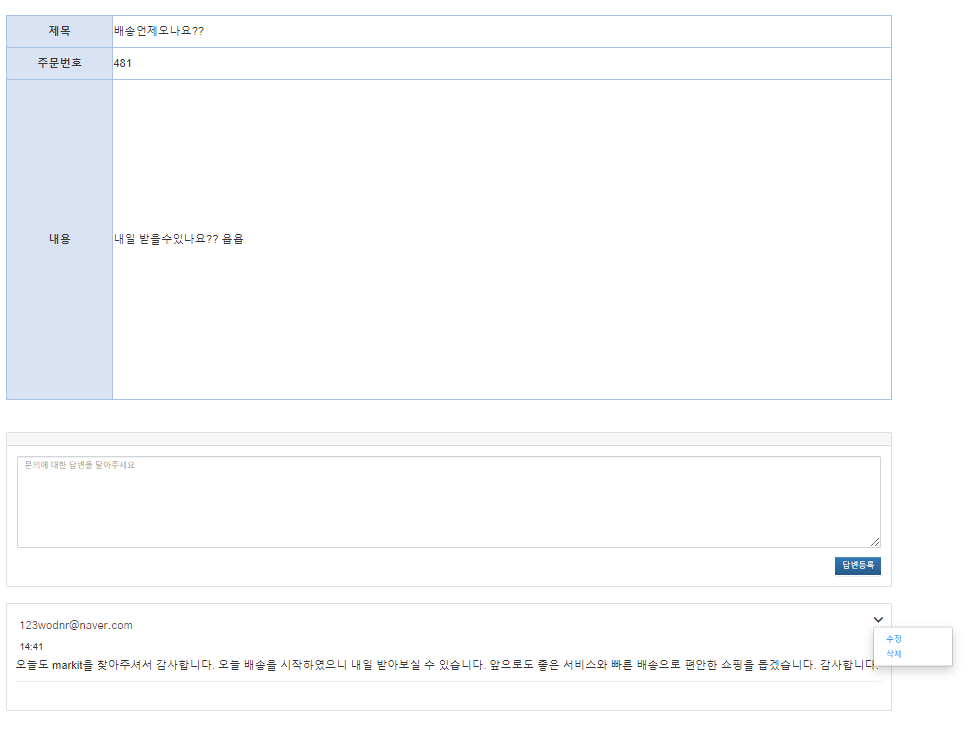 제목 배송언제오나요??
주문번호 481
내용 내일 받을수있나요?? 욥욥
문의에 대한 답변을 달아주세요
답변등록
123wodnr@naver.com
14:41
수정
오늘도 markit을 찾아주셔서 감사합니다. 오늘 배송을 시작하였으니 내일 받아보실 수 있습니다. 앞으로도 좋은 서비스와 빠른 배송으로 편안한 쇼핑을 돕겠습니다. 감사합니다.
삭제